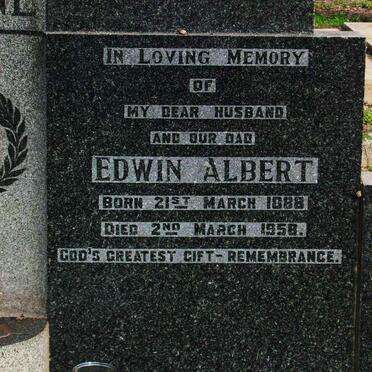 IN LOVING MEMORY
OF
MY DEAR HUSBAND
AND OUR DAD
EDWIN ALBERT
BORN 21ST MARCH 1888
DIED 2ND MARCH 1958.
GOD'S GREATEST GIFT - REMEMBRANCE.